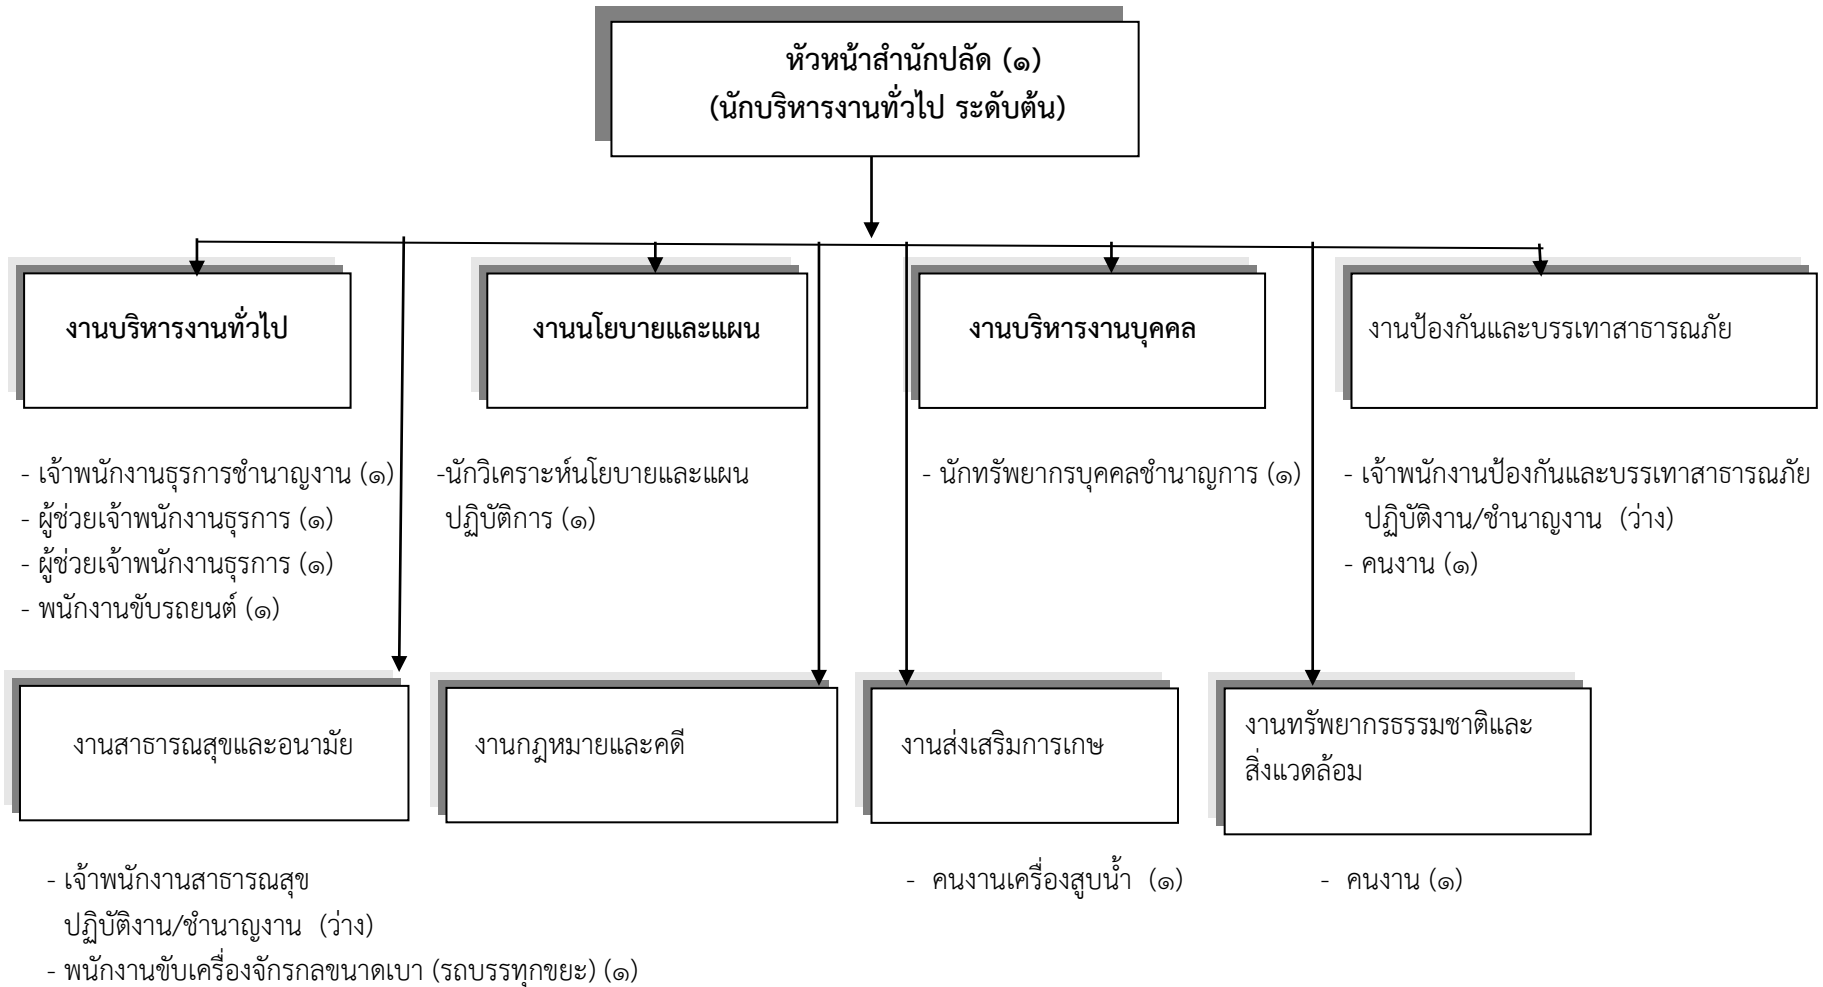 หัวหน้าสำนักปลัด (๑)
(นักบริหารงานทั่วไป ระดับต้น)
งานบริหารงานทั่วไป
งานนโยบายและแผน
งานบริหารงานบุคคล
งานป้องกันและบรรเทาสาธารณภัย
- เจ้าพนักงานธุรการชำนาญงาน (๑)
- ผู้ช่วยเจ้าพนักงานธุรการ (๑)
- ผู้ช่วยเจ้าพนักงานธุรการ (๑)
- พนักงานขับรถยนต์ (๑)
-นักวิเคราะห์นโยบายและแผน
ปฏิบัติการ (๑)
- นักทรัพยากรบุคคลชำนาญการ (๑)
- เจ้าพนักงานป้องกันและบรรเทาสาธารณภัย
ปฏิบัติงาน/ชำนาญงาน (ว่าง)
- คนงาน (๑)
งานสาธารณสุขและอนามัย
งานกฎหมายและคดี
งานส่งเสริมการเกษ
งานทรัพยากรธรรมชาติและ
สิ่งแวดล้อม
- เจ้าพนักงานสาธารณสุข
ปฏิบัติงาน/ชำนาญงาน (ว่าง)
- พนักงานขับเครื่องจักรกลขนาดเบา (รถบรรทุกขยะ) (๑)
- คนงานเครื่องสูบน้ำ (๑)
- คนงาน (๑)